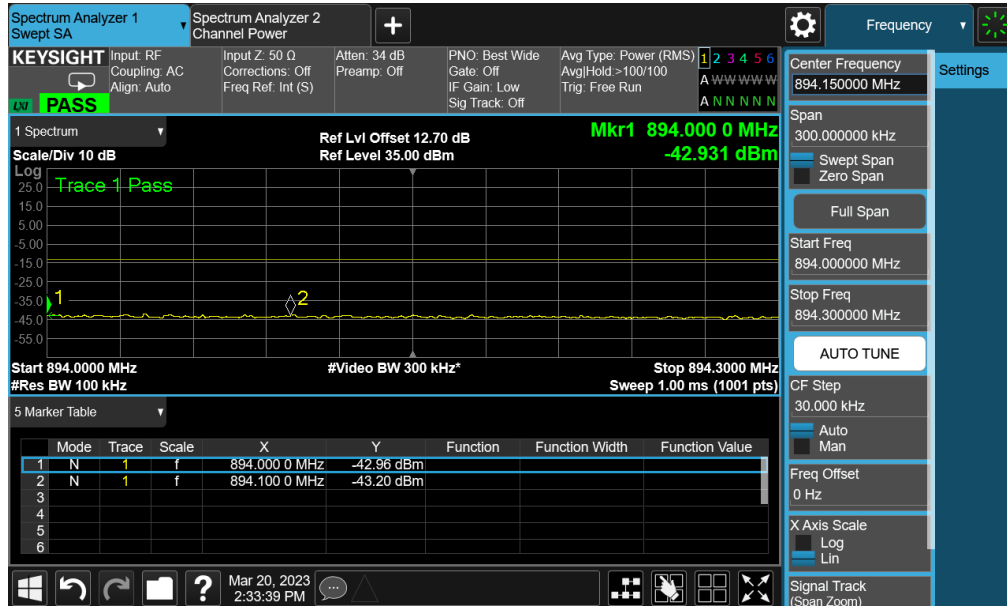 Spectrum Analyzer 1
Swept SA
Spectrum Analyzer 2
Channel Power
+
Frequency
KEYSIGHT
LXI
PASS
Input: RF
Coupling: AC
Align: Auto
Input Z: 50 Ω
Corrections: Off
Freq Ref: Int (S)
Atten: 34 dB
Preamp: Off
PNO: Best Wide
Gate: Off
IF Gain: Low
Sig Track: Off
Avg Type: Power (RMS)
Avg|Hold:>100/100
Trig: Free Run
1 2 3 4 5 6
A W W W W W
A N N N N N
1 Spectrum
Scale/Div 10 dB
Ref Lvl Offset 12.70 dB
Ref Level 35.00 dBm
Mkr1 894.000 0 MHz
-42.931 dBm
Log
Trace 1 Pass
25.0
15.0
5.00
-5.00
-15.0
-25.0
-35.0
-45.0
-55.0
1
2
Start 894.0000 MHz
#Res BW 100 kHz
#Video BW 300 kHz*
Stop 894.3000 MHz
Sweep 1.00 ms (1001 pts)
5 Marker Table
Mode Trace Scale X Y Function Function Width Function Value
1 N 1 f 894.000 0 MHz -42.96 dBm
2 N 1 f 894.100 0 MHz -43.20 dBm
3
4
5
6
?
Mar 20, 2023
2:33:39 PM
Settings
Center Frequency
894.150000 MHz
Span
300.000000 kHz
Swept Span
Zero Span
Full Span
Start Freq
894.000000 MHz
Stop Freq
894.300000 MHz
AUTO TUNE
CF Step
30.000 kHz
Auto
Man
Freq Offset
0 Hz
X Axis Scale
Log
Lin
Signal Track
(Span Zoom)